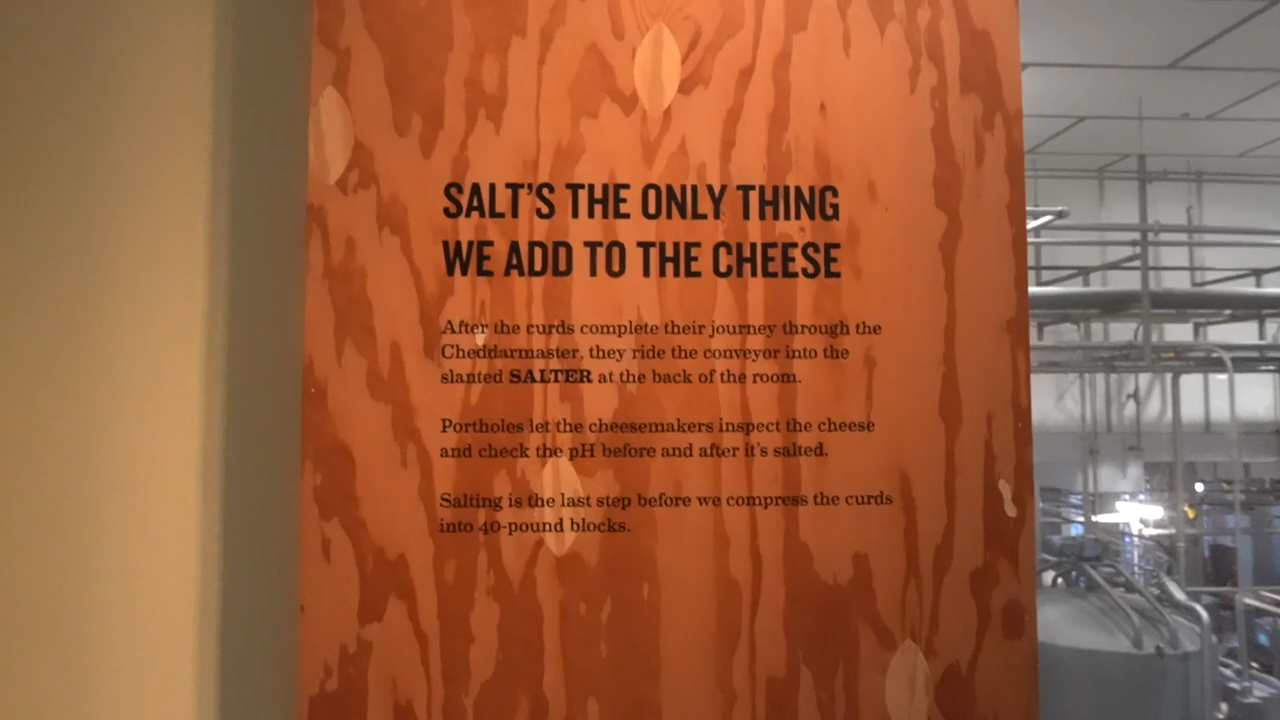 SALT'S THE ONLY THING
WE ADD TO THE CHEESE
After the curds complete their journey through the
Cheddarmaster, they ride the conveyor into the
slanted SALTER at the back of the room.
Portholes let the cheesemakers inspect the cheese
and check the pH before and after it's salted.
Salting is the last step before we compress the curds
into 40-pound blocks.